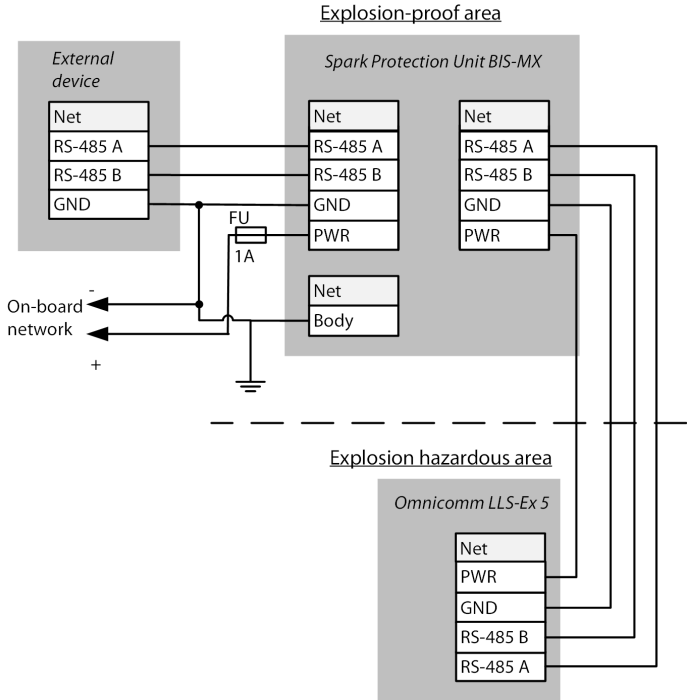 Explosion-proof area
External
device
Net
RS-485 A
RS-485 B
GND
Spark Protection Unit BIS-MX
Net
RS-485 A
RS-485 B
GND
PWR
Net
RS-485 A
RS-485 B
GND
PWR
FU
1A
Net
Body
-
On-board
network
+
Explosion hazardous area
Omnicomm LLS-Ex 5
Net
PWR
GND
RS-485 B
RS-485 A